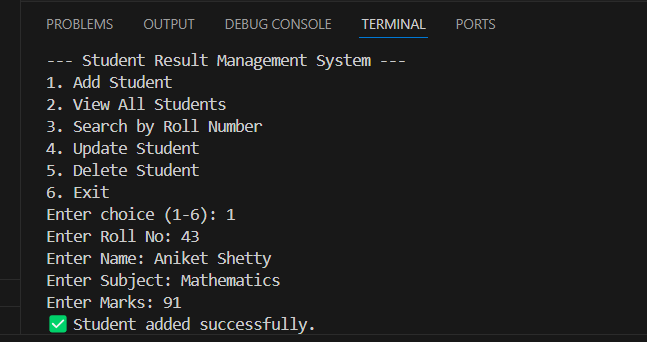 PROBLEMS OUTPUT DEBUG CONSOLE TERMINAL PORTS
--- Student Result Management System ---
1. Add Student
2. View All Students
3. Search by Roll Number
4. Update Student
5. Delete Student
6. Exit
Enter choice (1-6): 1
Enter Roll No: 43
Enter Name: Aniket Shetty
Enter Subject: Mathematics
Enter Marks: 91
✅ Student added successfully.